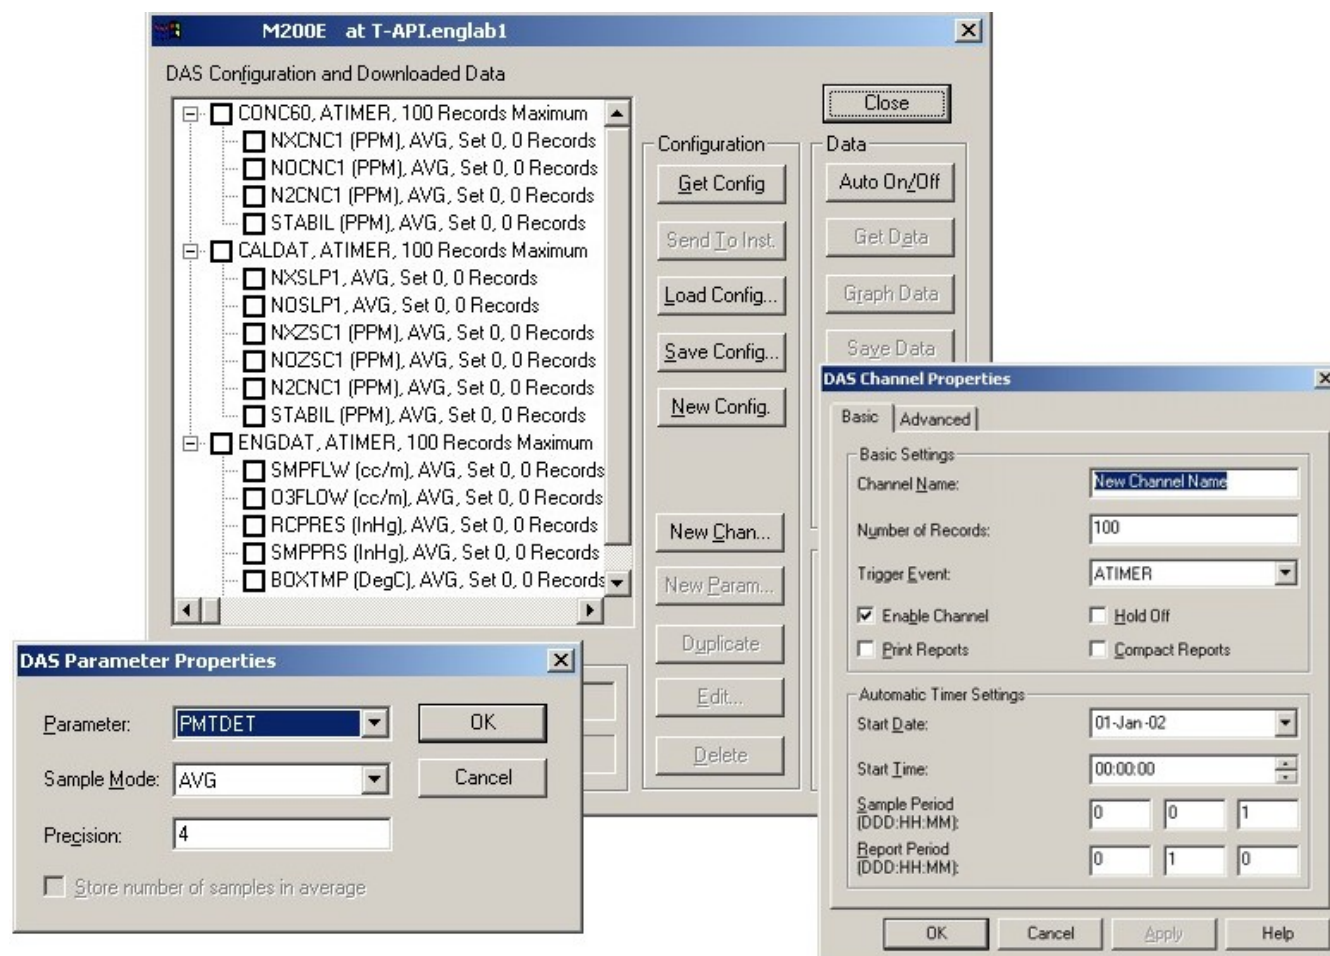 M200E at T-API.englab1
DAS Configuration and Downloaded Data
CONC60, ATIMER, 100 Records Maximum
NXCNC1 (PPM), AVG, Set 0, 0 Records
NOCNC1 (PPM), AVG, Set 0, 0 Records
N2CNC1 (PPM), AVG, Set 0, 0 Records
STABIL (PPM), AVG, Set 0, 0 Records
CALDAT, ATIMER, 100 Records Maximum
NXSLP1, AVG, Set 0, 0 Records
NOSLP1, AVG, Set 0, 0 Records
NXZSC1 (PPM), AVG, Set 0, 0 Records
NOZSC1 (PPM), AVG, Set 0, 0 Records
N2CNC1 (PPM), AVG, Set 0, 0 Records
STABIL (PPM), AVG, Set 0, 0 Records
ENGDAT, ATIMER, 100 Records Maximum
SMPFLW (cc/m), AVG, Set 0, 0 Records
O3FLOW (cc/m), AVG, Set 0, 0 Records
RCPRES (InHg), AVG, Set 0, 0 Records
SMPPRS (InHg), AVG, Set 0, 0 Records
BOXTMP (DegC), AVG, Set 0, 0 Records
Close
Configuration
Get Config
Send To Inst.
Load Config...
Save Config...
New Config.
New Chan...
New Param...
Duplicate
Edit...
Delete
Data
Auto On/Off
Get Data
Graph Data
Save Data
DAS Parameter Properties
Parameter: PMTDET
OK
Sample Mode: AVG
Cancel
Precision: 4
Store number of samples in average
DAS Channel Properties
Basic Advanced
Basic Settings
Channel Name: New Channel Name
Number of Records: 100
Trigger Event: ATIMER
Enable Channel Hold Off
Print Reports Compact Reports
Automatic Timer Settings
Start Date: 01-Jan-02
Start Time: 00:00:00
Sample Period
(DDD:HH:MM): 0 0 1
Report Period
(DDD:HH:MM): 0 1 0
OK Cancel Apply Help